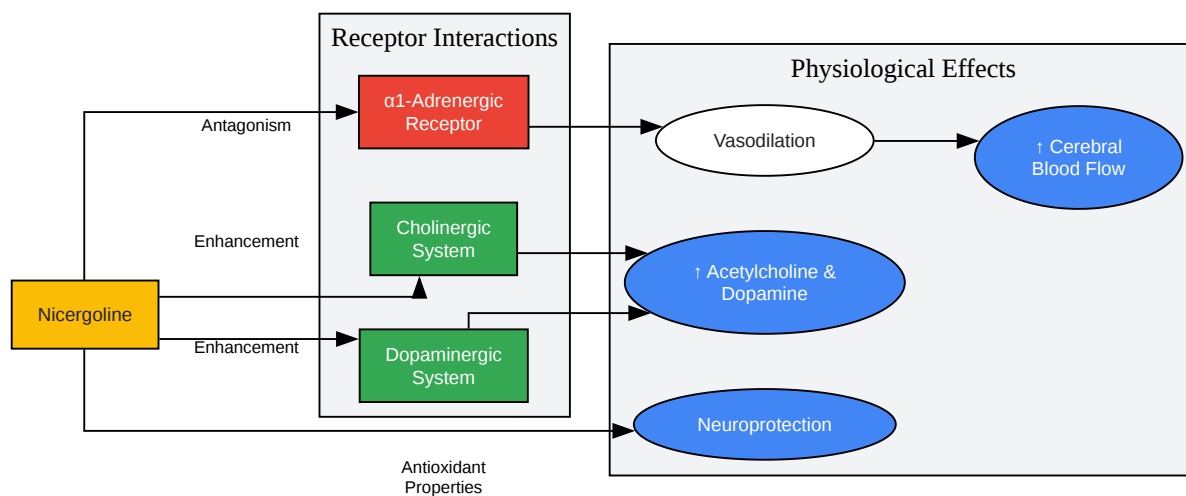 Receptor Interactions
Physiological Effects
α1-Adrenergic
Receptor
Antagonism
Vasodilation
↑ Cerebral
Blood Flow
Cholinergic
System
Enhancement
↑ Acetylcholine &
Dopamine
Nicergoline
Enhancement
Dopaminergic
System
Neuroprotection
Antioxidant
Properties